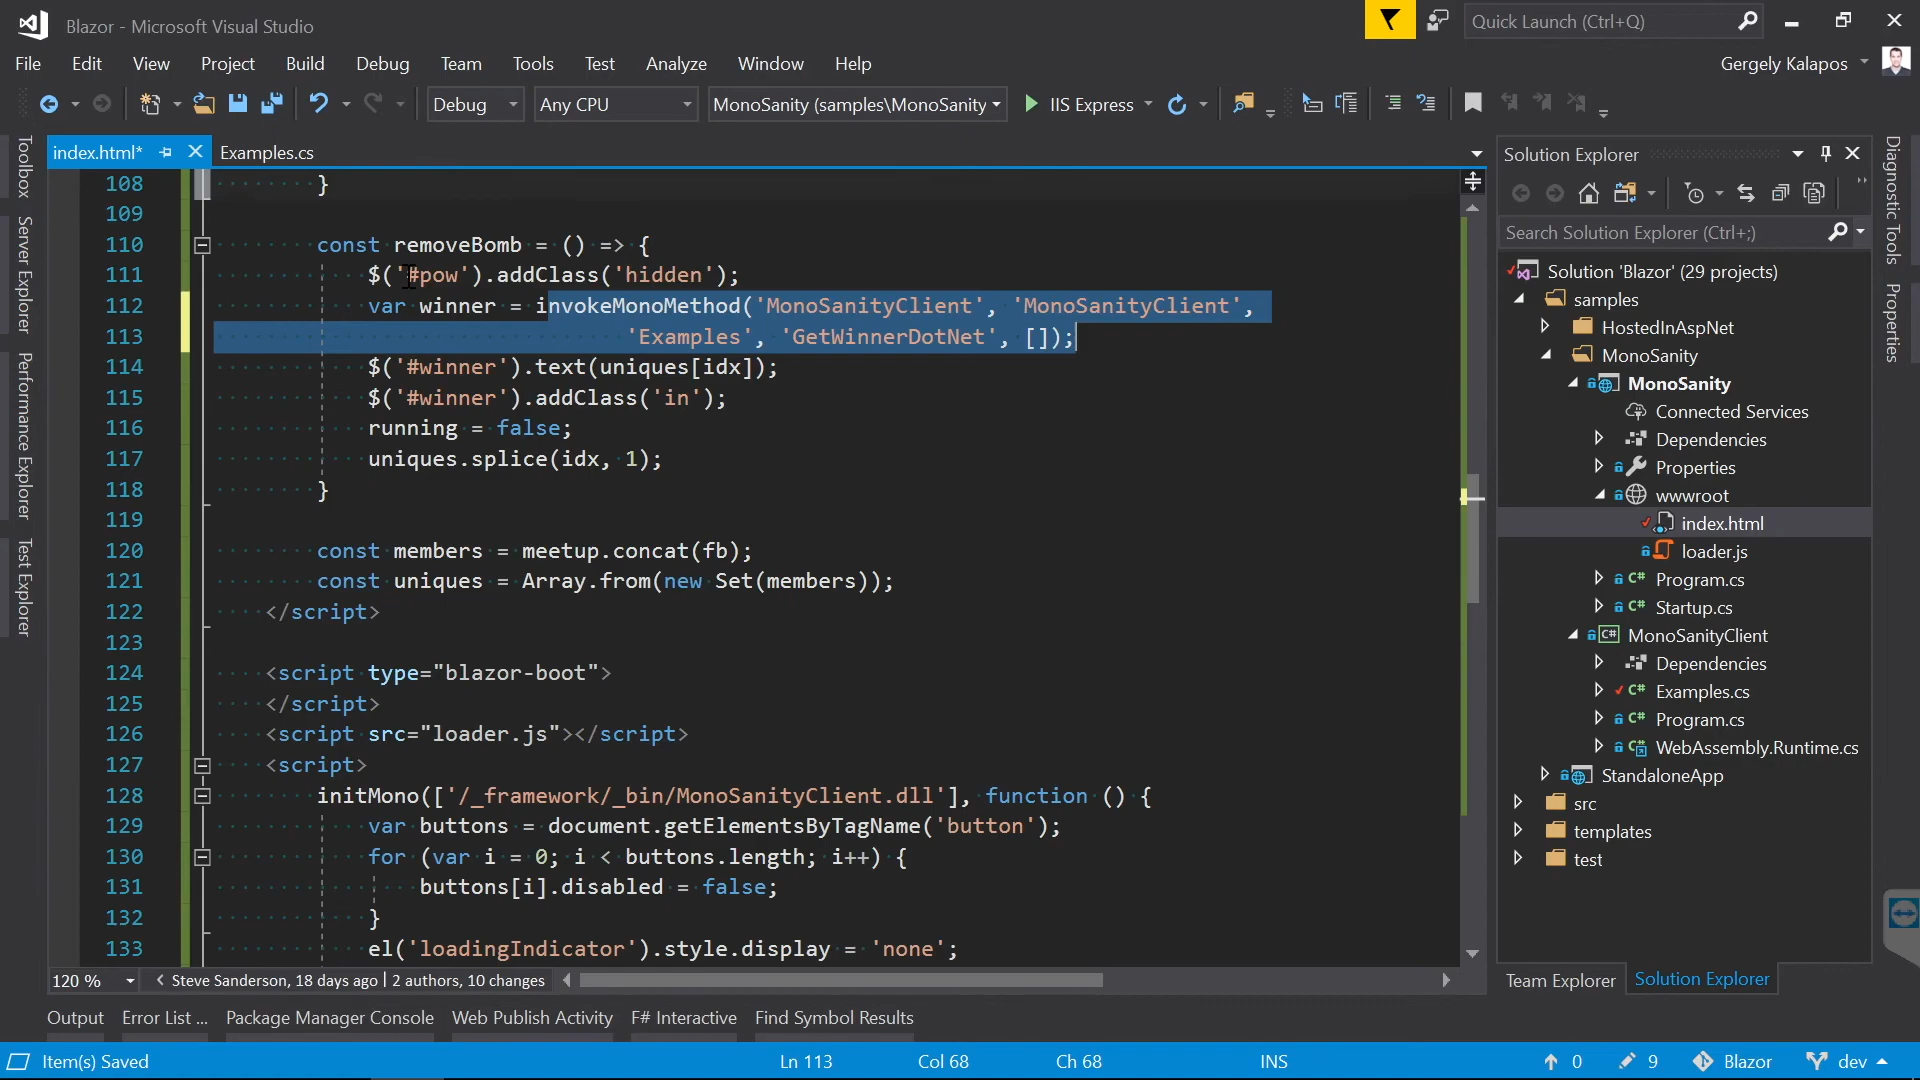 Blazor - Microsoft Visual Studio
Quick Launch (Ctrl+Q)
File Edit View Project Build Debug Team Tools Test Analyze Window Help
Gergely Kalapos
Debug Any CPU MonoSanity (samples\MonoSanity IIS Express
Toolbox
Server Explorer
Performance Explorer
Test Explorer
index.html* Examples.cs
108 }
109
110 const removeBomb = () => {
111 $('#pow').addClass('hidden');
112 var winner = invokeMonoMethod('MonoSanityClient', 'MonoSanityClient',
113 'Examples', 'GetWinnerDotNet', []);
114 $('#winner').text(uniques[idx]);
115 $('#winner').addClass('in');
116 running = false;
117 uniques.splice(idx, 1);
118 }
119
120 const members = meetup.concat(fb);
121 const uniques = Array.from(new Set(members));
122 </script>
123
124 <script type="blazor-boot">
125 </script>
126 <script src="loader.js"></script>
127 <script>
128 initMono(['/_framework/_bin/MonoSanityClient.dll'], function () {
129 var buttons = document.getElementsByTagName('button');
130 for (var i = 0; i < buttons.length; i++) {
131 buttons[i].disabled = false;
132 }
133 el('loadingIndicator').style.display = 'none';
120 % Steve Sanderson, 18 days ago | 2 authors, 10 changes
Solution Explorer
Search Solution Explorer (Ctrl+;)
Solution 'Blazor' (29 projects)
samples
HostedInAspNet
MonoSanity
MonoSanity
Connected Services
Dependencies
Properties
wwwroot
index.html
loader.js
C# Program.cs
C# Startup.cs
C# MonoSanityClient
Dependencies
C# Examples.cs
C# Program.cs
C# WebAssembly.Runtime.cs
StandaloneApp
src
templates
test
Team Explorer Solution Explorer
Diagnostic Tools
Properties
Output Error List ... Package Manager Console Web Publish Activity F# Interactive Find Symbol Results
Item(s) Saved Ln 113 Col 68 Ch 68 INS 0 9 Blazor dev